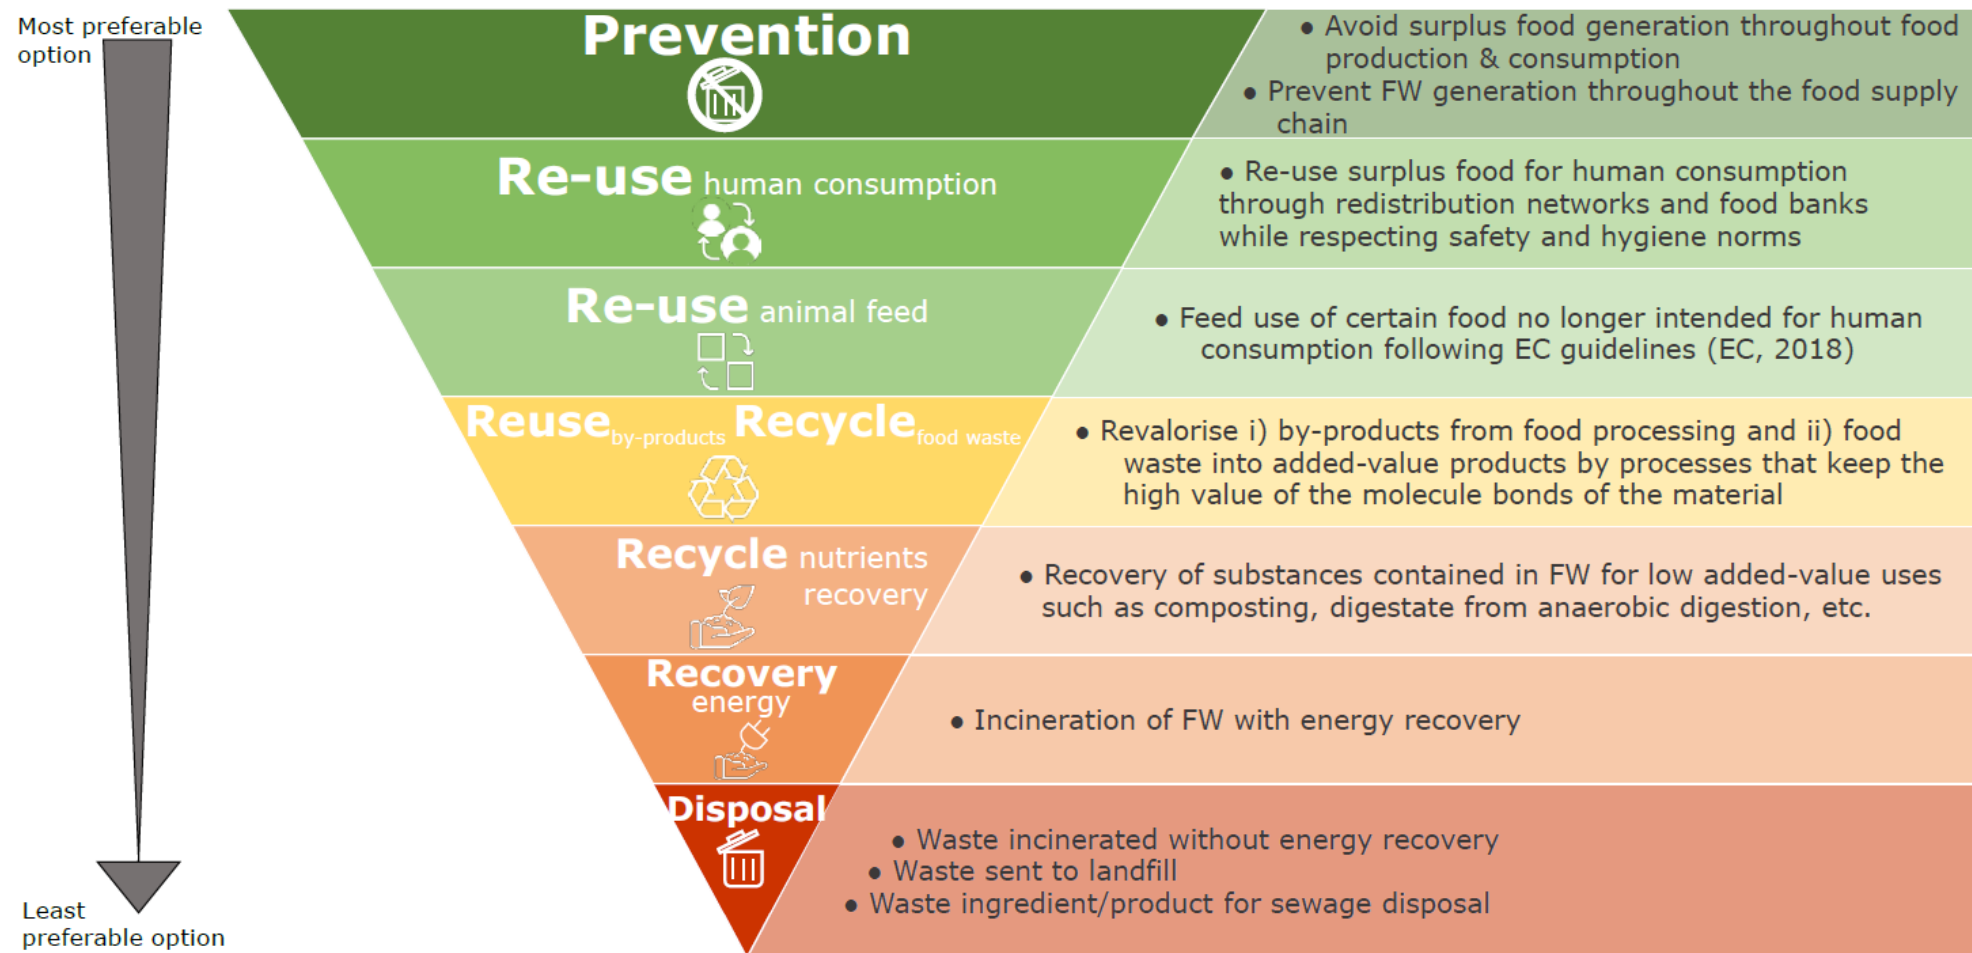 Most preferable
option
Prevention
● Avoid surplus food generation throughout food
production & consumption
● Prevent FW generation throughout the food supply
chain
Re-use human consumption
● Re-use surplus food for human consumption
through redistribution networks and food banks
while respecting safety and hygiene norms
Re-use animal feed
● Feed use of certain food no longer intended for human
consumption following EC guidelines (EC, 2018)
Reuse by-products Recycle food waste
● Revalorise i) by-products from food processing and ii) food
waste into added-value products by processes that keep the
high value of the molecule bonds of the material
Recycle nutrients
recovery
● Recovery of substances contained in FW for low added-value uses
such as composting, digestate from anaerobic digestion, etc.
Recovery
energy
● Incineration of FW with energy recovery
Disposal
● Waste incinerated without energy recovery
● Waste sent to landfill
● Waste ingredient/product for sewage disposal
Least
preferable option